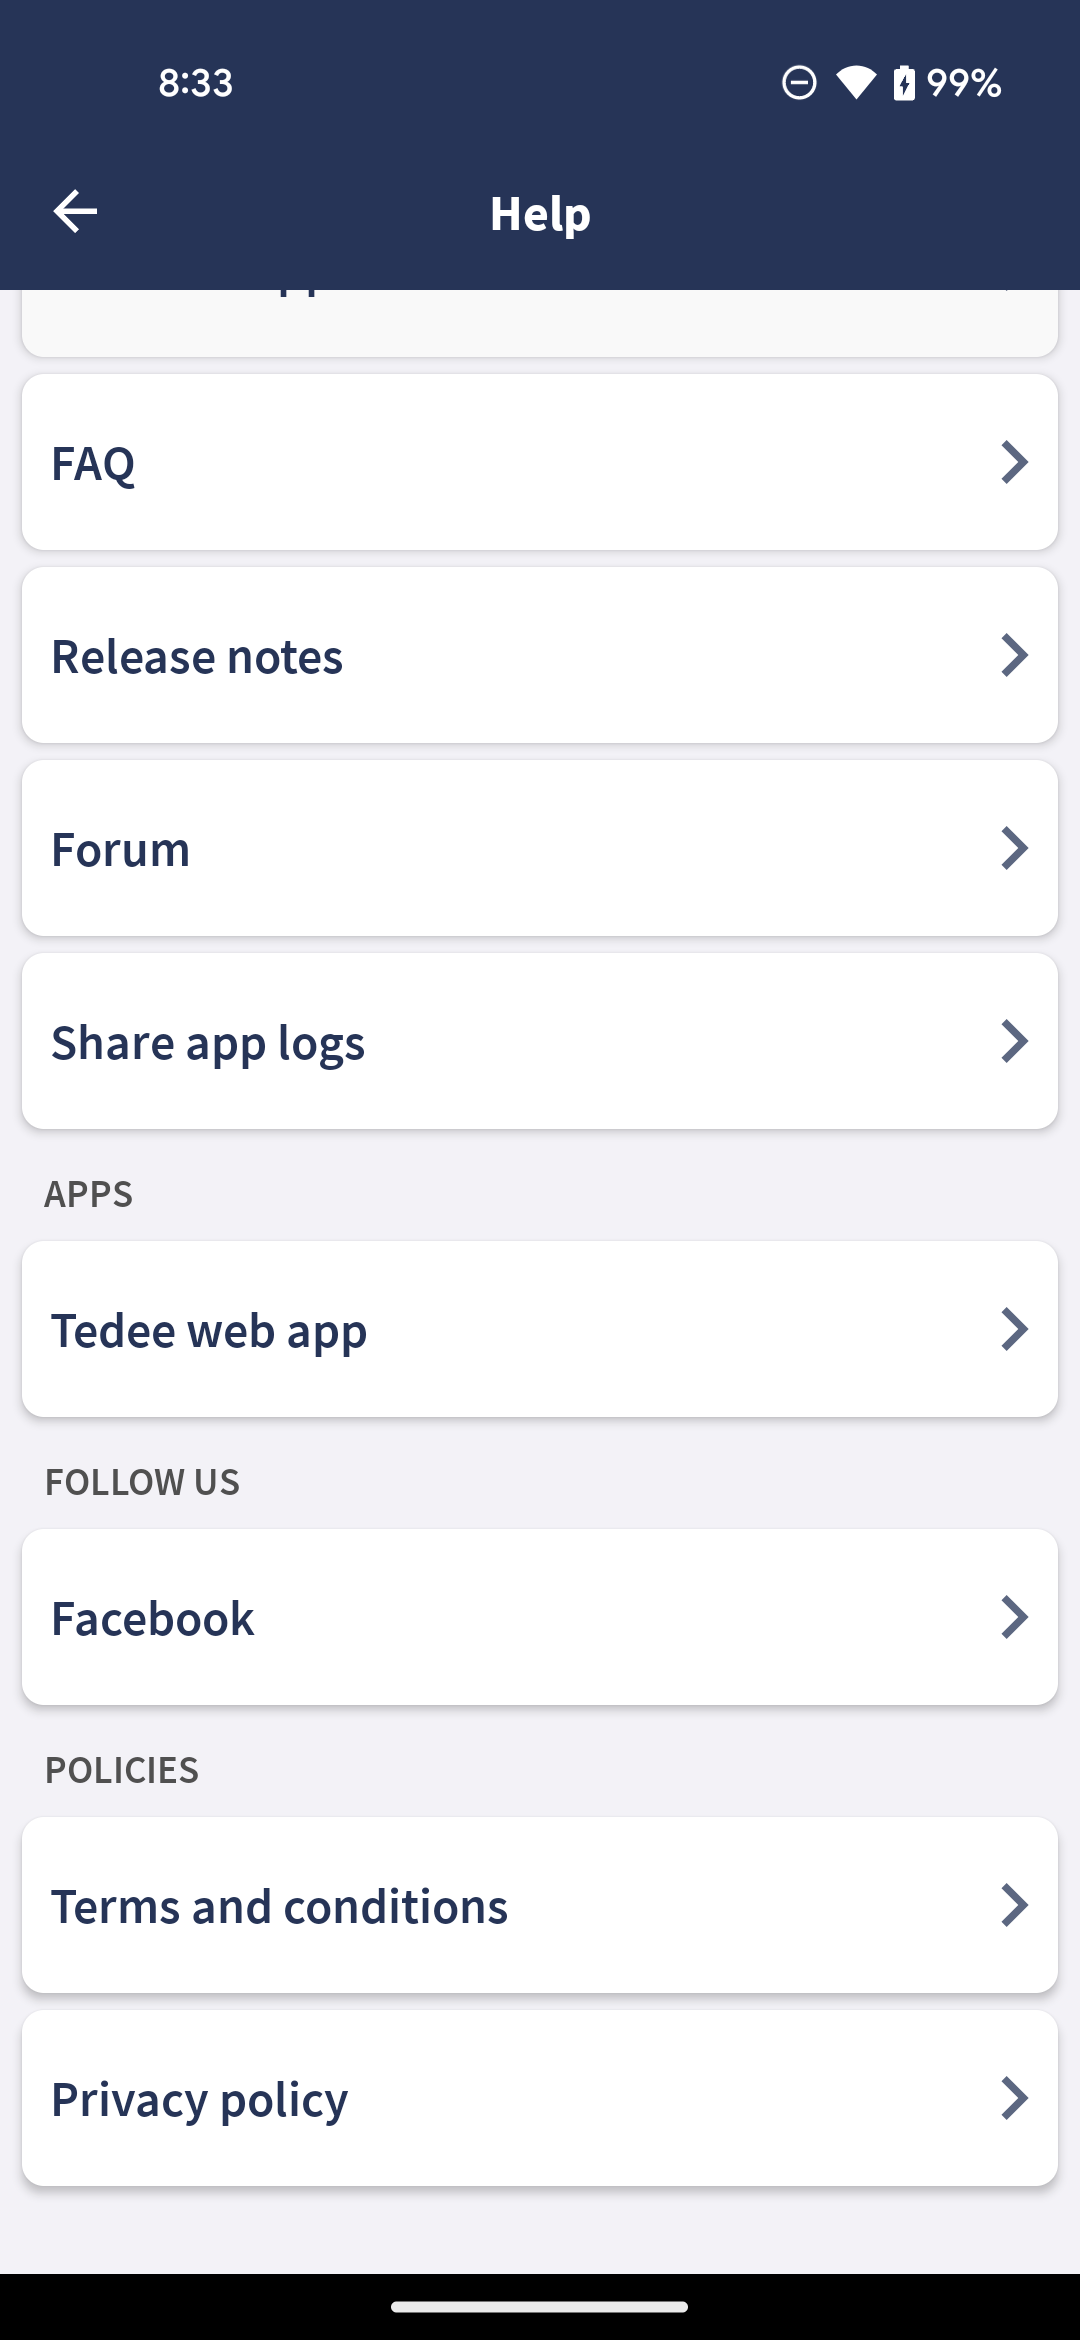 8:33
99%
Help
FAQ
Release notes
Forum
Share app logs
APPS
Tedee web app
FOLLOW US
Facebook
POLICIES
Terms and conditions
Privacy policy